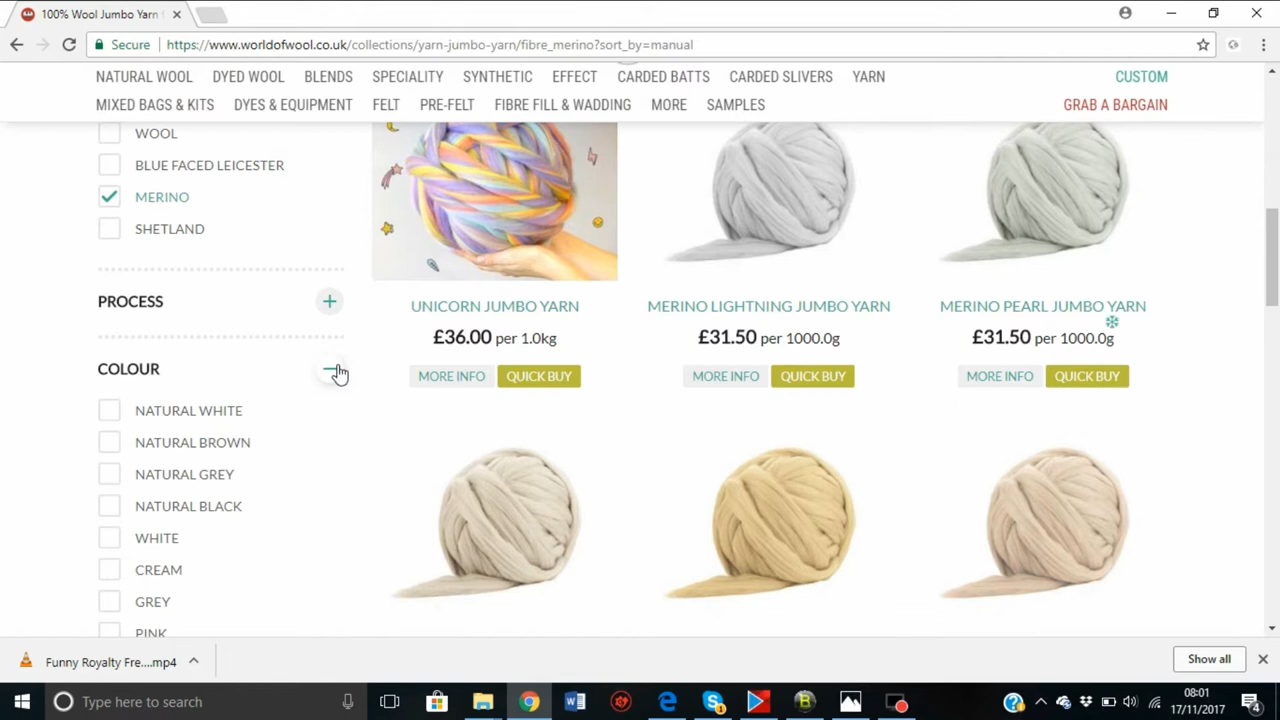 100% Wool Jumbo Yarn
Secure
https://www.worldofwool.co.uk/collections/yarn-jumbo-yarn/fibre_merino?sort_by=manual
NATURAL WOOL DYED WOOL BLENDS SPECIALITY SYNTHETIC EFFECT CARDED BATTS CARDED SLIVERS YARN CUSTOM
MIXED BAGS & KITS DYES & EQUIPMENT FELT PRE-FELT FIBRE FILL & WADDING MORE SAMPLES GRAB A BARGAIN
WOOL
BLUE FACED LEICESTER
MERINO
SHETLAND
PROCESS
COLOUR
NATURAL WHITE
NATURAL BROWN
NATURAL GREY
NATURAL BLACK
WHITE
CREAM
GREY
PINK
UNICORN JUMBO YARN
£36.00 per 1.0kg
MORE INFO QUICK BUY
MERINO LIGHTNING JUMBO YARN
£31.50 per 1000.0g
MORE INFO QUICK BUY
MERINO PEARL JUMBO YARN
£31.50 per 1000.0g
MORE INFO QUICK BUY
Funny Royalty Fre....mp4
Show all
Type here to search
08:01
17/11/2017